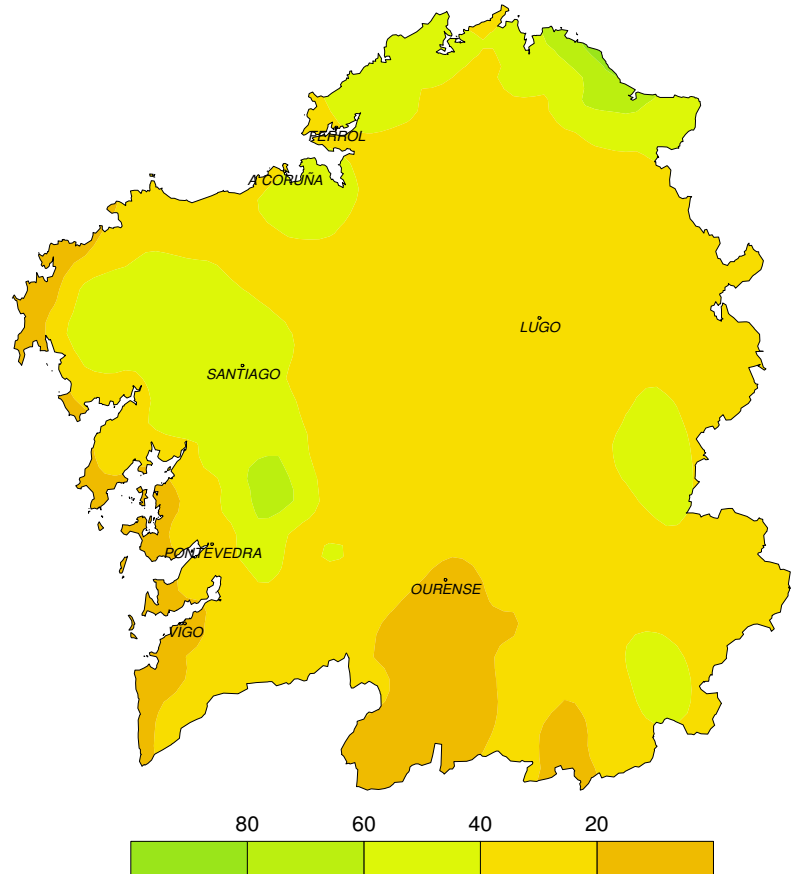 FERROL
A CORUÑA
LUGO
SANTIAGO
PONTEVEDRA
OURENSE
VIGO
80 60 40 20